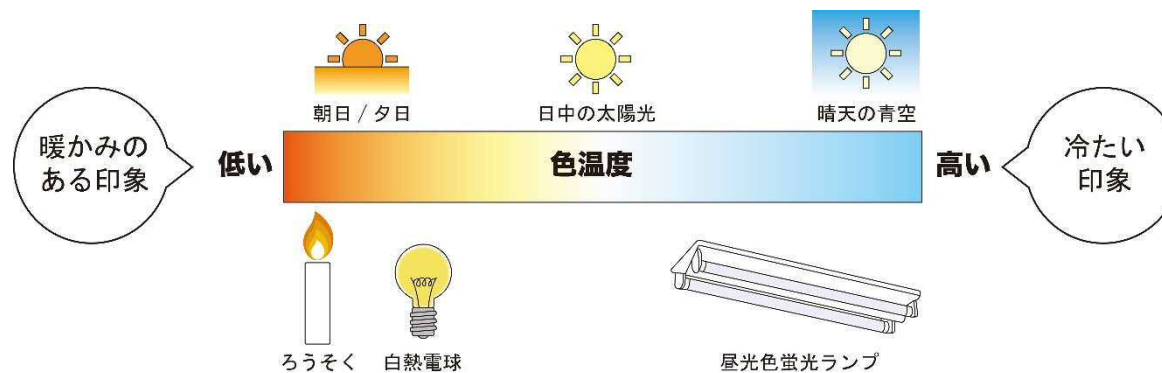 朝日 / 夕日
日中の太陽光
晴天の青空
暖かみの
ある印象
低い
色温度
高い
冷たい
印象
ろうそく
白熱電球
昼光色蛍光ランプ